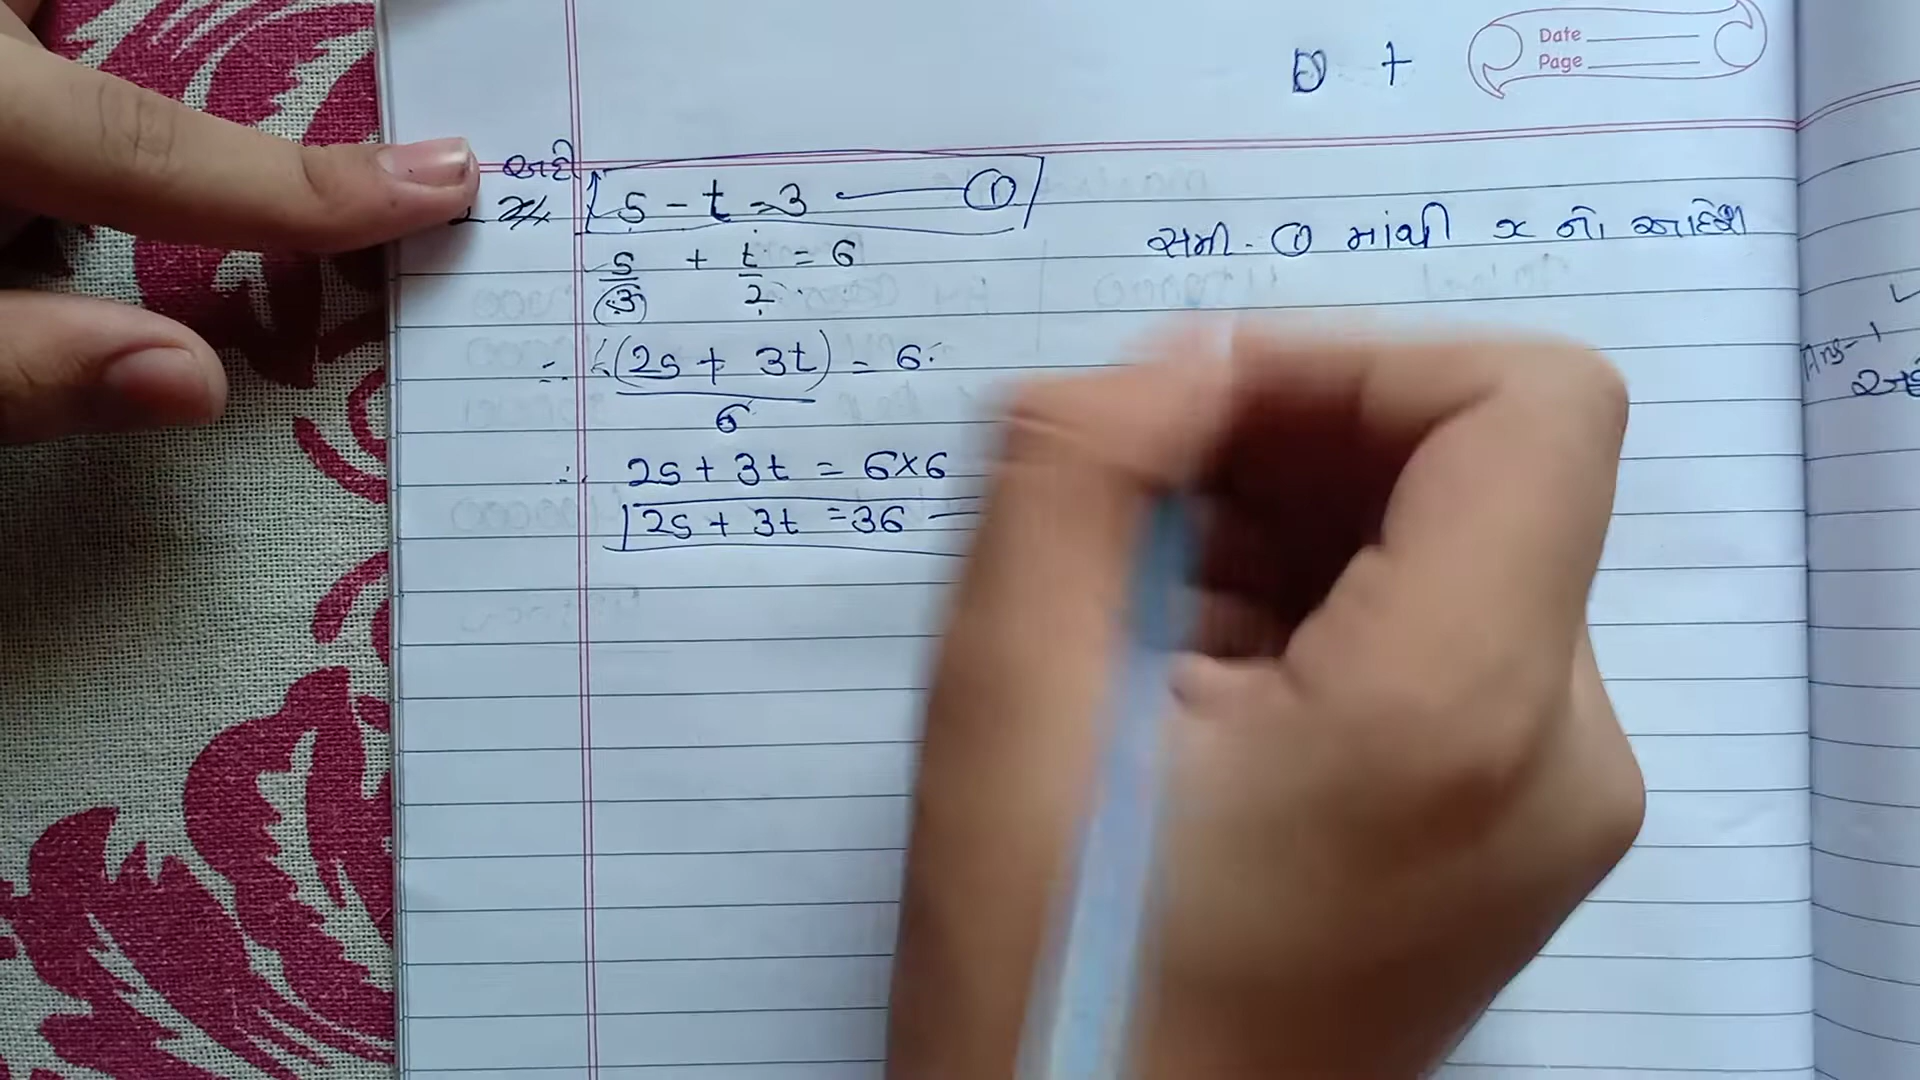 D +
Date
Page
અહીં
s - t = 3 ——— ①
s/3 + t/2 = 6
∴ (2s + 3t)/6 = 6
∴ 2s + 3t = 6×6
2s + 3t = 36 —
સમી. ① માંથી x નો આદેશ
Ans-1